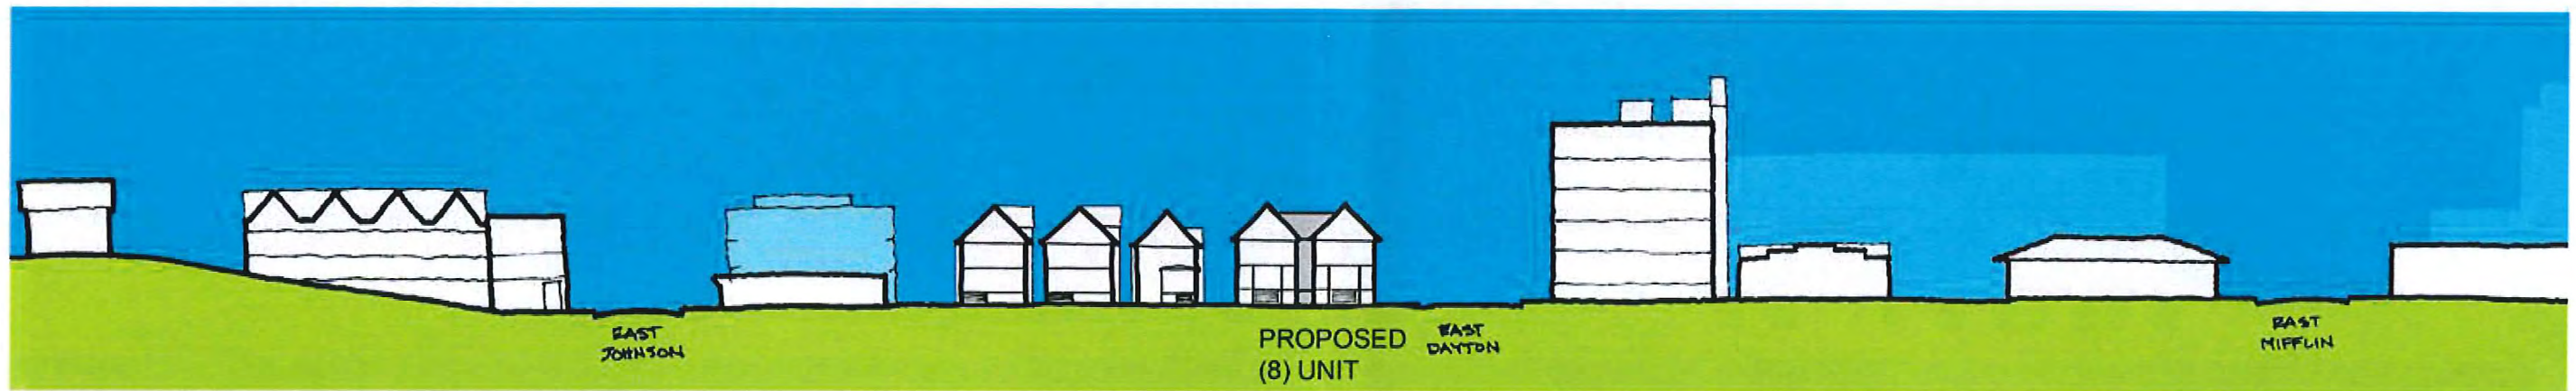 EAST
JOHNSON
PROPOSED
(8) UNIT
EAST
DAYTON
EAST
MIFFLIN